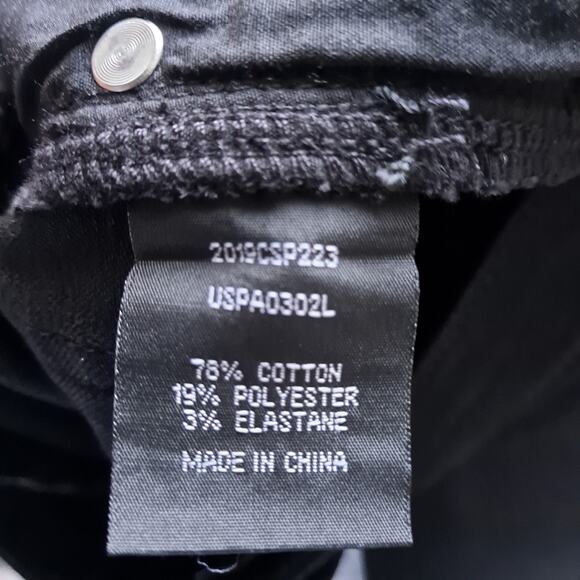 2019CSP223
USPA0302L
78% COTTON
19% POLYESTER
3% ELASTANE
MADE IN CHINA